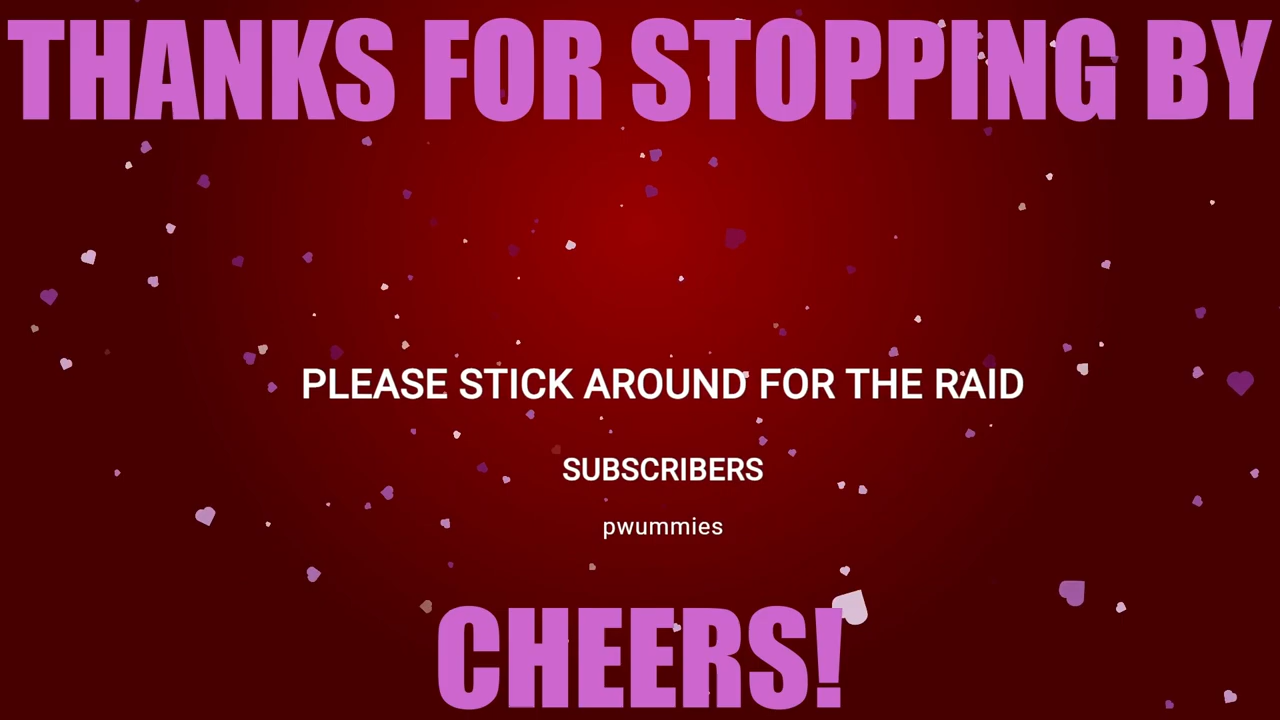 THANKS FOR STOPPING BY
PLEASE STICK AROUND FOR THE RAID
SUBSCRIBERS
pwummies
CHEERS!